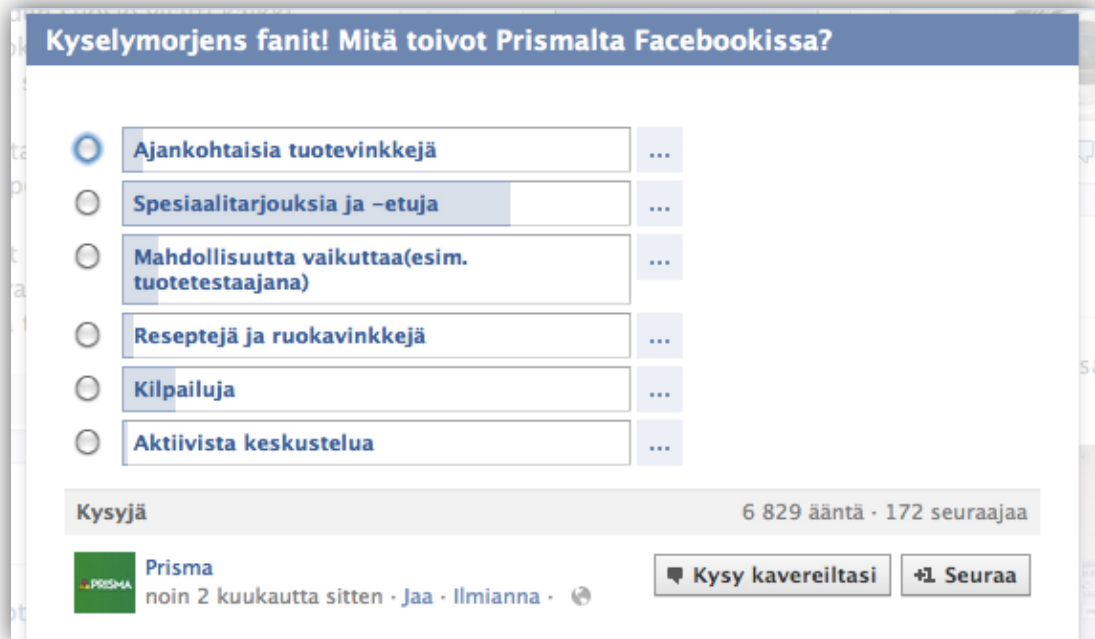 Kyselymorjens fanit! Mitä toivot Prismalta Facebookissa?
Ajankohtaisia tuotevinkkejä
...
Spesiaalitarjouksia ja –etuja
...
Mahdollisuutta vaikuttaa(esim.
tuotetestaajana)
...
Reseptejä ja ruokavinkkejä
...
Kilpailuja
...
Aktiivista keskustelua
...
Kysyjä
6 829 ääntä · 172 seuraajaa
PRISMA
Prisma
noin 2 kuukautta sitten · Jaa · Ilmianna ·
Kysy kavereiltasi
+1 Seuraa